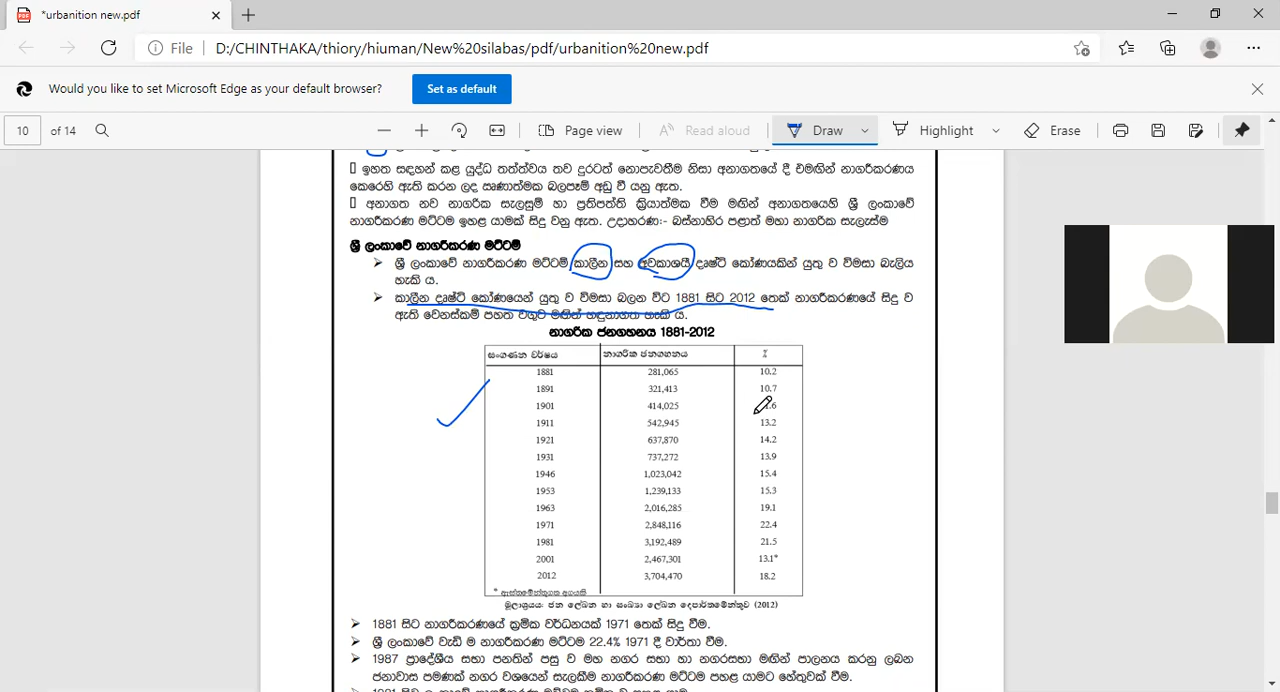 *urbanition new.pdf
File D:/CHINTHAKA/thiory/hiuman/New%20silabas/pdf/urbanition%20new.pdf
Would you like to set Microsoft Edge as your default browser? Set as default
10 of 14 Page view Read aloud Draw Highlight Erase
ඉහත සඳහන් කළ යුද්ධ තත්ත්වය තව දුරටත් නොපැවතීම නිසා අනාගතයේ දී එමඟින් නාගරීකරණය
කෙරෙහි ඇති කරන ලද ඍණාත්මක බලපෑම් අඩු වී යනු ඇත.
අනාගත නව නාගරික සැලසුම් හා ප්‍රතිපත්ති ක්‍රියාත්මක වීම මඟින් අනාගතයෙහි ශ්‍රී ලංකාවේ
නාගරීකරණ මට්ටම ඉහළ යාමක් සිදු වනු ඇත. උදාහරණ:- බස්නාහිර පළාත් මහා නාගරික සැලැස්ම
ශ්‍රී ලංකාවේ නාගරීකරණ මට්ටම
➤ ශ්‍රී ලංකාවේ නාගරීකරණ මට්ටම් කාලීන සහ අවකාශයී දෘෂ්ටි කෝණයකින් යුතු ව විමසා බැලිය
හැකි ය.
➤ කාලීන දෘෂ්ටි කෝණයෙන් යුතු ව විමසා බලන විට 1881 සිට 2012 තෙක් නාගරීකරණයේ සිදු ව
ඇති වෙනස්කම් පහත වගුව මඟින් හඳුනාගත හැකි ය.
නාගරික ජනගහනය 1881-2012
සංගණන වර්ෂය නාගරික ජනගහනය %
1881 281,065 10.2
1891 321,413 10.7
1901 414,025
1911 542,945 13.2
1921 637,870 14.2
1931 737,272 13.9
1946 1,023,042 15.4
1953 1,239,133 15.3
1963 2,016,285 19.1
1971 2,848,116 22.4
1981 3,192,489 21.5
2001 2,467,301 13.1*
2012 3,704,470 18.2
* ඇස්තමේන්තුගත අගයකි
මූලාශ්‍රය: ජන ලේඛන හා සංඛ්‍යා ලේඛන දෙපාර්තමේන්තුව (2012)
➤ 1881 සිට නාගරීකරණයේ ක්‍රමික වර්ධනයක් 1971 තෙක් සිදු වීම.
➤ ශ්‍රී ලංකාවේ වැඩි ම නාගරීකරණ මට්ටම 22.4% 1971 දී වාර්තා වීම.
➤ 1987 ප්‍රාදේශීය සභා පනතින් පසු ව මහ නගර සභා හා නගරසභා මඟින් පාලනය කරනු ලබන
ජනාවාස පමණක් නගර වශයෙන් සැලකීම නාගරීකරණ මට්ටම පහළ යාමට හේතුවක් වීම.